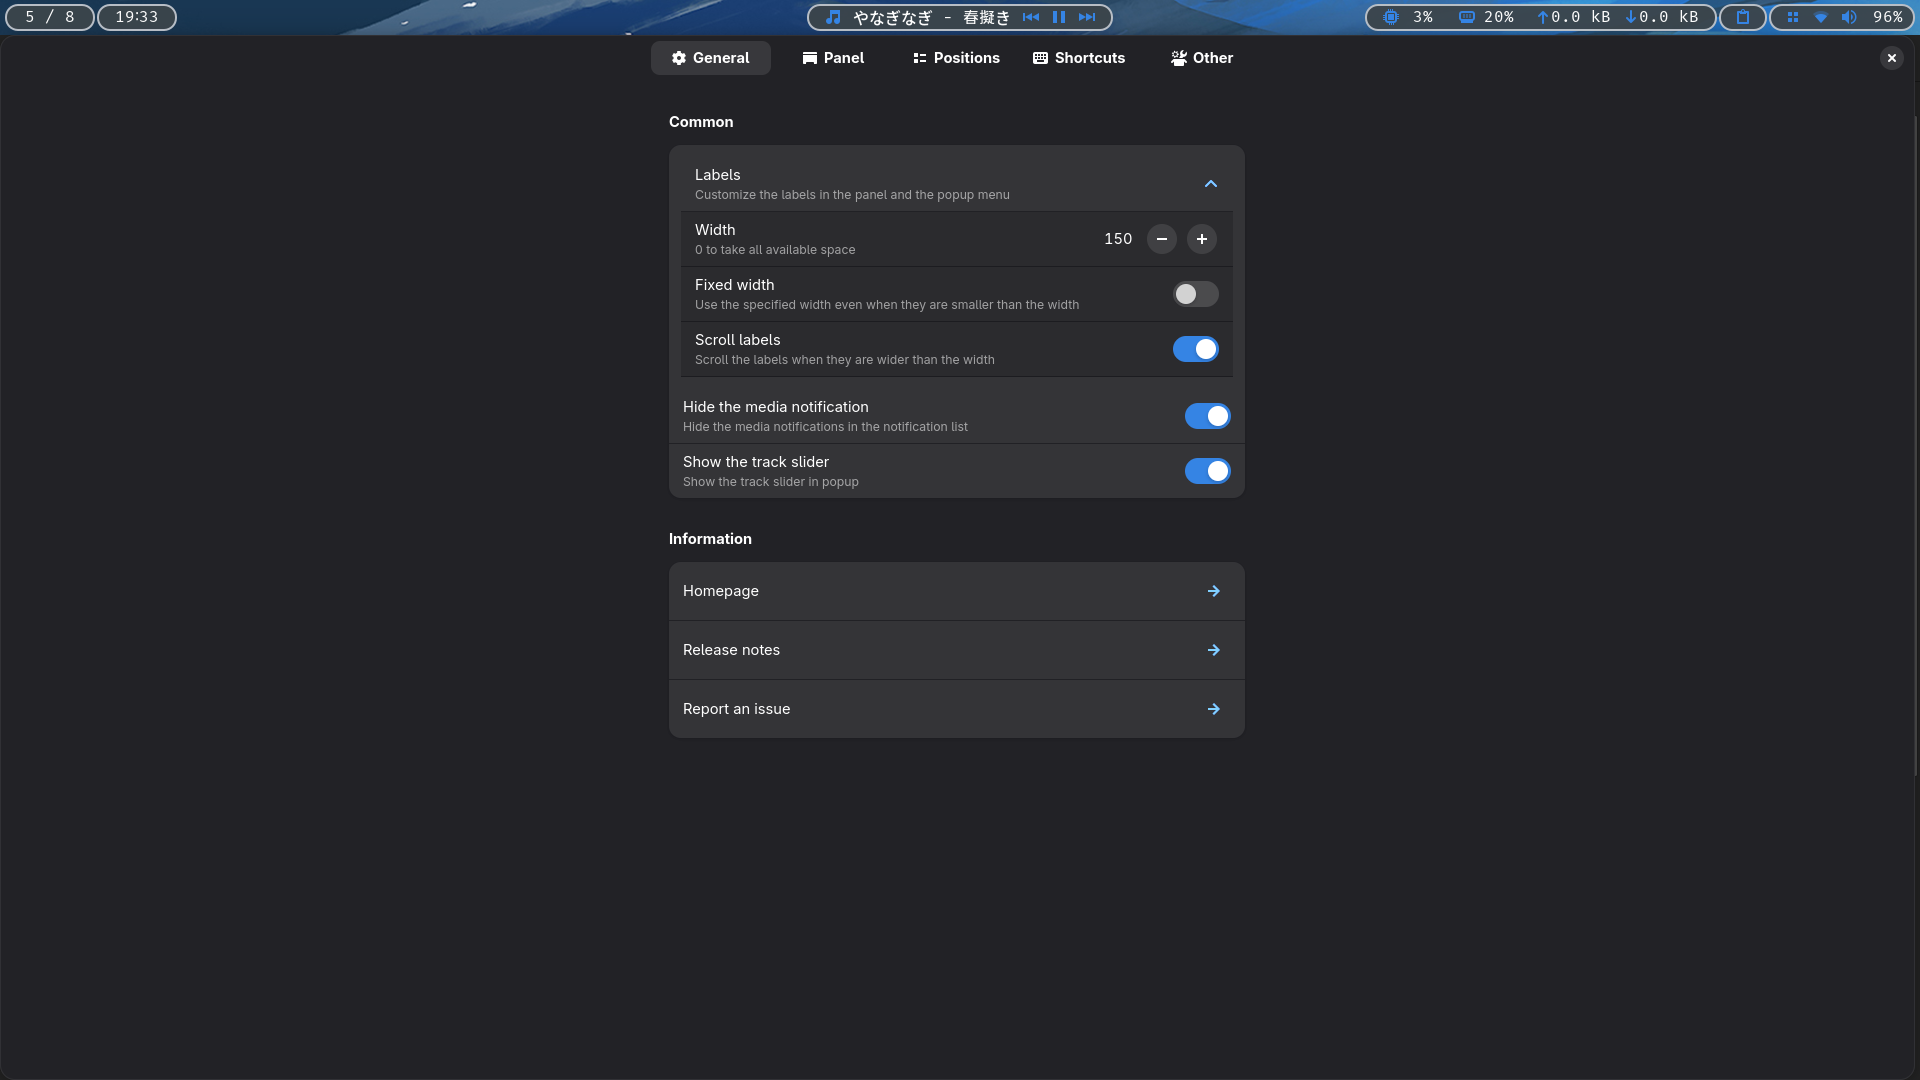 5 / 8
19:33
やなぎなぎ - 春擬き
3%
20%
↑0.0 kB
↓0.0 kB
96%
General
Panel
Positions
Shortcuts
Other
Common
Labels
Customize the labels in the panel and the popup menu
Width
150
0 to take all available space
Fixed width
Use the specified width even when they are smaller than the width
Scroll labels
Scroll the labels when they are wider than the width
Hide the media notification
Hide the media notifications in the notification list
Show the track slider
Show the track slider in popup
Information
Homepage
Release notes
Report an issue